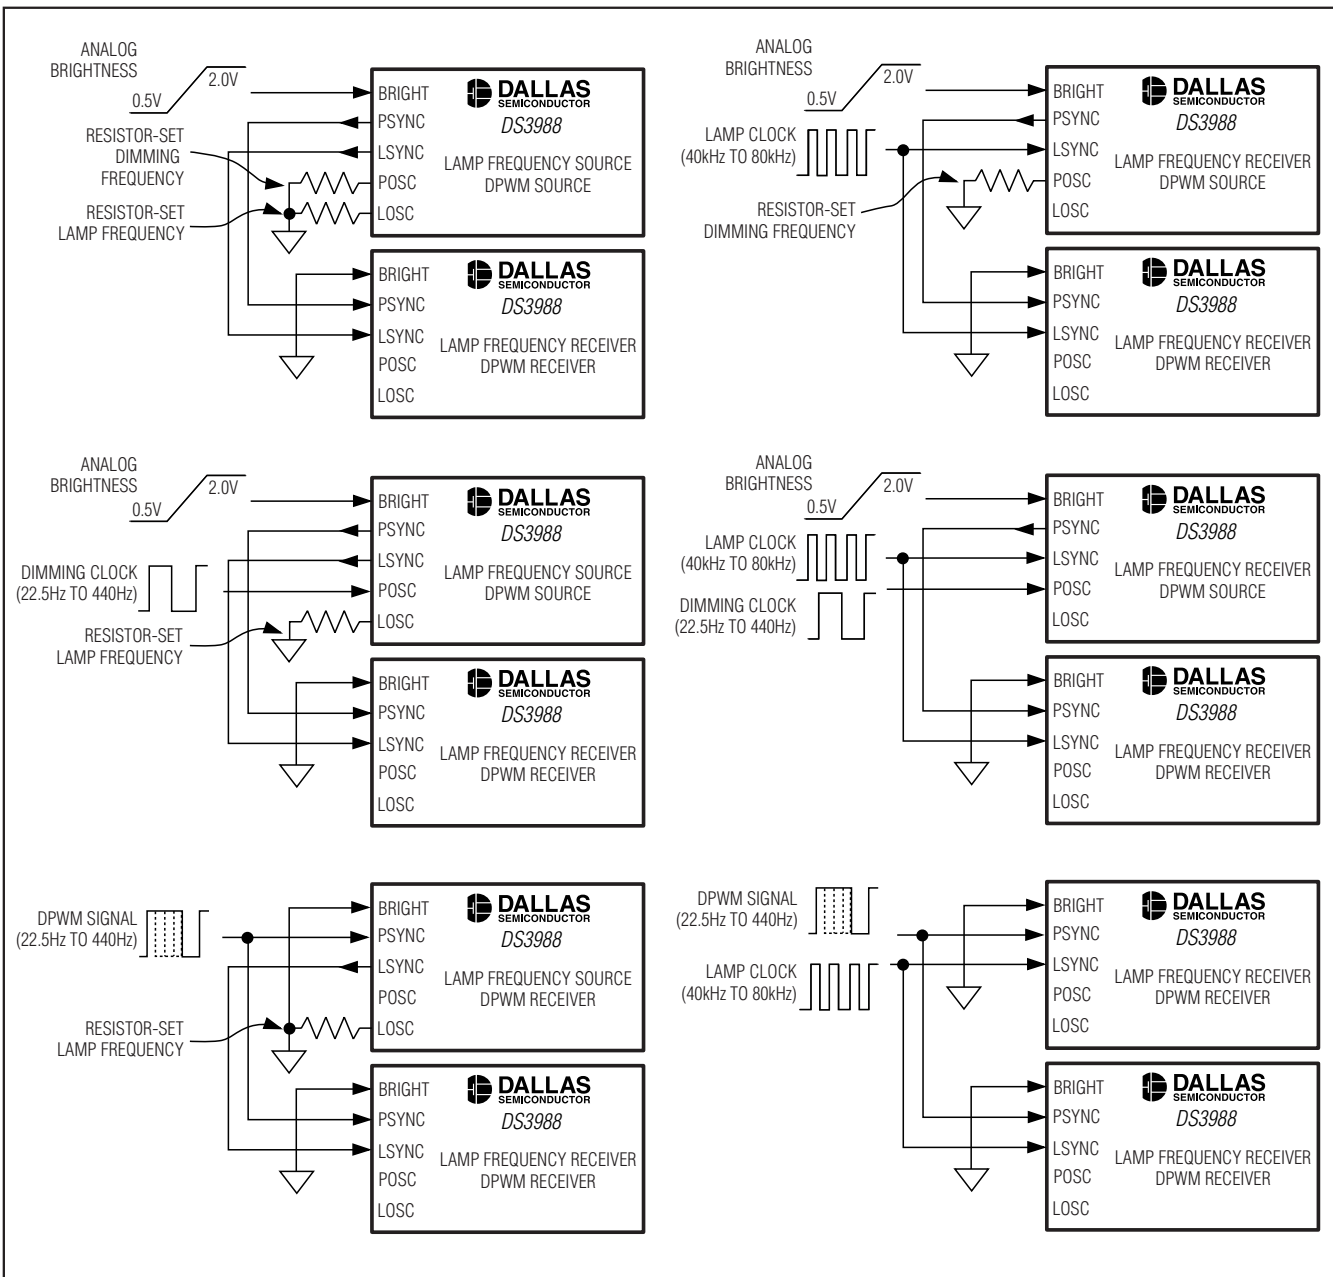 ANALOG
BRIGHTNESS
0.5V
2.0V
RESISTOR-SET
DIMMING
FREQUENCY
RESISTOR-SET
LAMP FREQUENCY
BRIGHT
PSYNC
LSYNC
POSC
LOSC
DALLAS
SEMICONDUCTOR
DS3988
LAMP FREQUENCY SOURCE
DPWM SOURCE
BRIGHT
PSYNC
LSYNC
POSC
LOSC
DALLAS
SEMICONDUCTOR
DS3988
LAMP FREQUENCY RECEIVER
DPWM RECEIVER
ANALOG
BRIGHTNESS
0.5V
2.0V
LAMP CLOCK
(40kHz TO 80kHz)
RESISTOR-SET
DIMMING FREQUENCY
BRIGHT
PSYNC
LSYNC
POSC
LOSC
DALLAS
SEMICONDUCTOR
DS3988
LAMP FREQUENCY RECEIVER
DPWM SOURCE
BRIGHT
PSYNC
LSYNC
POSC
LOSC
DALLAS
SEMICONDUCTOR
DS3988
LAMP FREQUENCY RECEIVER
DPWM RECEIVER
ANALOG
BRIGHTNESS
0.5V
2.0V
DIMMING CLOCK
(22.5Hz TO 440Hz)
RESISTOR-SET
LAMP FREQUENCY
BRIGHT
PSYNC
LSYNC
POSC
LOSC
DALLAS
SEMICONDUCTOR
DS3988
LAMP FREQUENCY SOURCE
DPWM SOURCE
BRIGHT
PSYNC
LSYNC
POSC
LOSC
DALLAS
SEMICONDUCTOR
DS3988
LAMP FREQUENCY RECEIVER
DPWM RECEIVER
ANALOG
BRIGHTNESS
0.5V
2.0V
LAMP CLOCK
(40kHz TO 80kHz)
DIMMING CLOCK
(22.5Hz TO 440Hz)
BRIGHT
PSYNC
LSYNC
POSC
LOSC
DALLAS
SEMICONDUCTOR
DS3988
LAMP FREQUENCY RECEIVER
DPWM SOURCE
BRIGHT
PSYNC
LSYNC
POSC
LOSC
DALLAS
SEMICONDUCTOR
DS3988
LAMP FREQUENCY RECEIVER
DPWM RECEIVER
DPWM SIGNAL
(22.5Hz TO 440Hz)
RESISTOR-SET
LAMP FREQUENCY
BRIGHT
PSYNC
LSYNC
POSC
LOSC
DALLAS
SEMICONDUCTOR
DS3988
LAMP FREQUENCY SOURCE
DPWM RECEIVER
BRIGHT
PSYNC
LSYNC
POSC
LOSC
DALLAS
SEMICONDUCTOR
DS3988
LAMP FREQUENCY RECEIVER
DPWM RECEIVER
DPWM SIGNAL
(22.5Hz TO 440Hz)
LAMP CLOCK
(40kHz TO 80kHz)
BRIGHT
PSYNC
LSYNC
POSC
LOSC
DALLAS
SEMICONDUCTOR
DS3988
LAMP FREQUENCY RECEIVER
DPWM RECEIVER
BRIGHT
PSYNC
LSYNC
POSC
LOSC
DALLAS
SEMICONDUCTOR
DS3988
LAMP FREQUENCY RECEIVER
DPWM RECEIVER